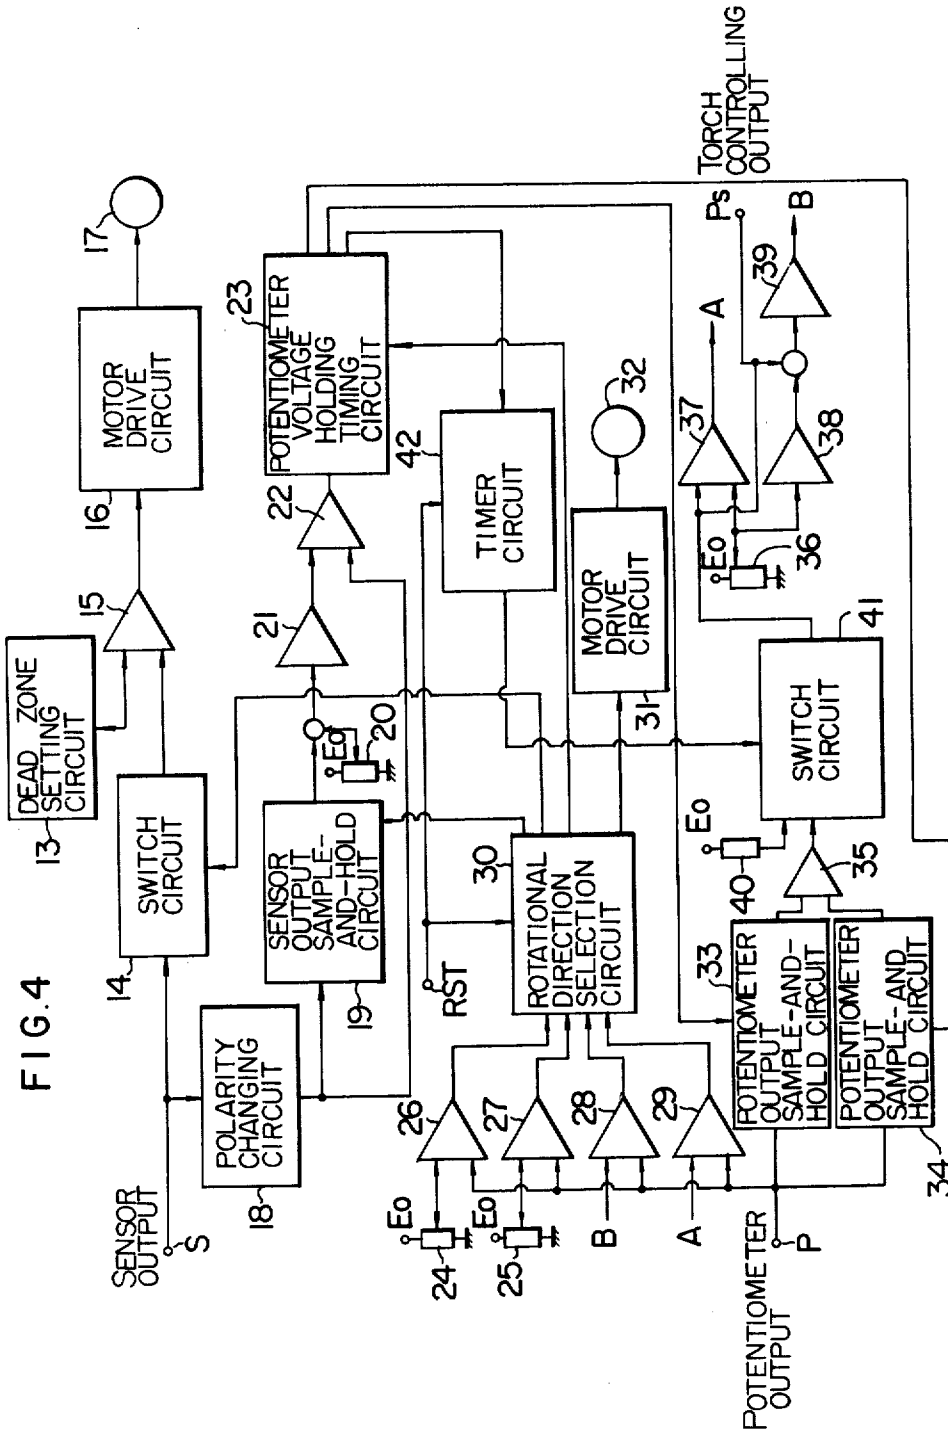 FIG.4
SENSOR
OUTPUT
S
14
SWITCH
CIRCUIT
13
DEAD ZONE
SETTING
CIRCUIT
15
16
MOTOR
DRIVE
CIRCUIT
17
18
POLARITY
CHANGING
CIRCUIT
19
SENSOR
OUTPUT
SAMPLE-
AND-HOLD
CIRCUIT
Eo
20
21
22
23
POTENTIOMETER
VOLTAGE
HOLDING
TIMING
CIRCUIT
RST
42
TIMER
CIRCUIT
Eo
24
Eo
25
B
A
26
27
28
29
30
ROTATIONAL
DIRECTION
SELECTION
CIRCUIT
31
MOTOR
DRIVE
CIRCUIT
32
POTENTIOMETER
OUTPUT
P
33
POTENTIOMETER
OUTPUT
SAMPLE-AND-
HOLD CIRCUIT
34
POTENTIOMETER
OUTPUT
SAMPLE-AND
HOLD CIRCUIT
35
Eo
40
41
SWITCH
CIRCUIT
Eo
36
37
38
39
A
Ps
B
TORCH
CONTROLLING
OUTPUT